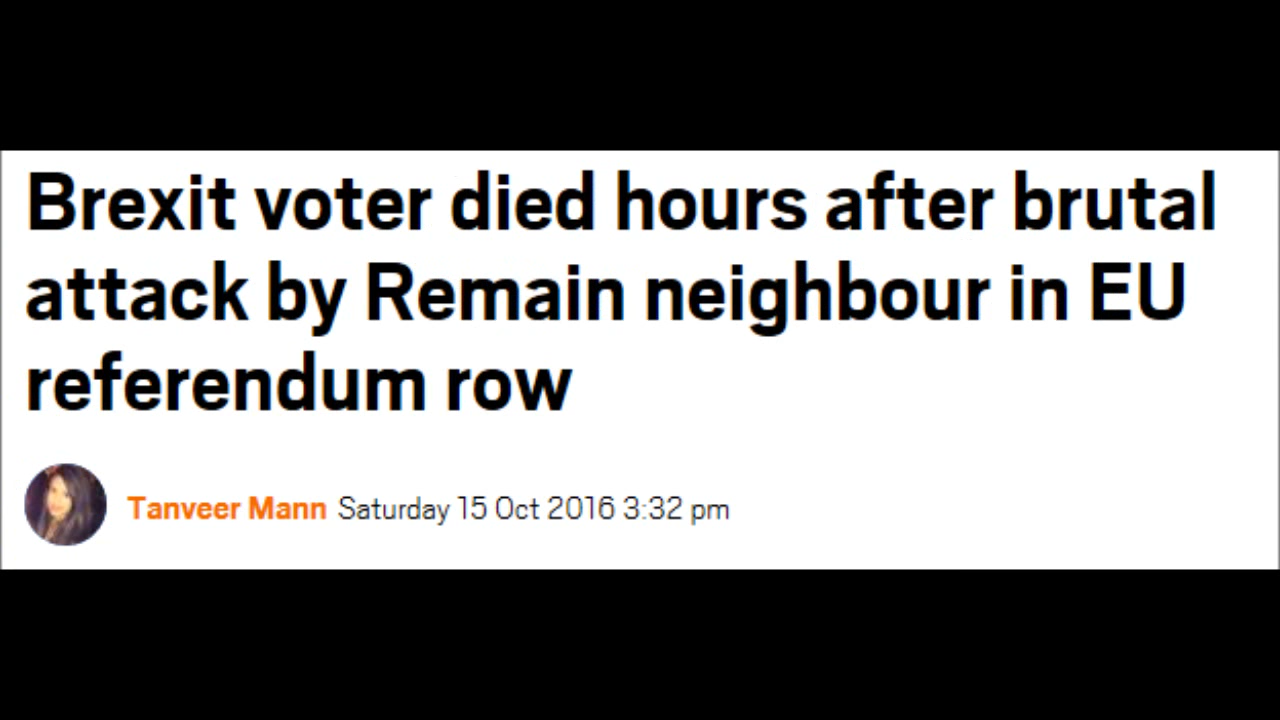 Brexit voter died hours after brutal
attack by Remain neighbour in EU
referendum row
Tanveer Mann Saturday 15 Oct 2016 3:32 pm